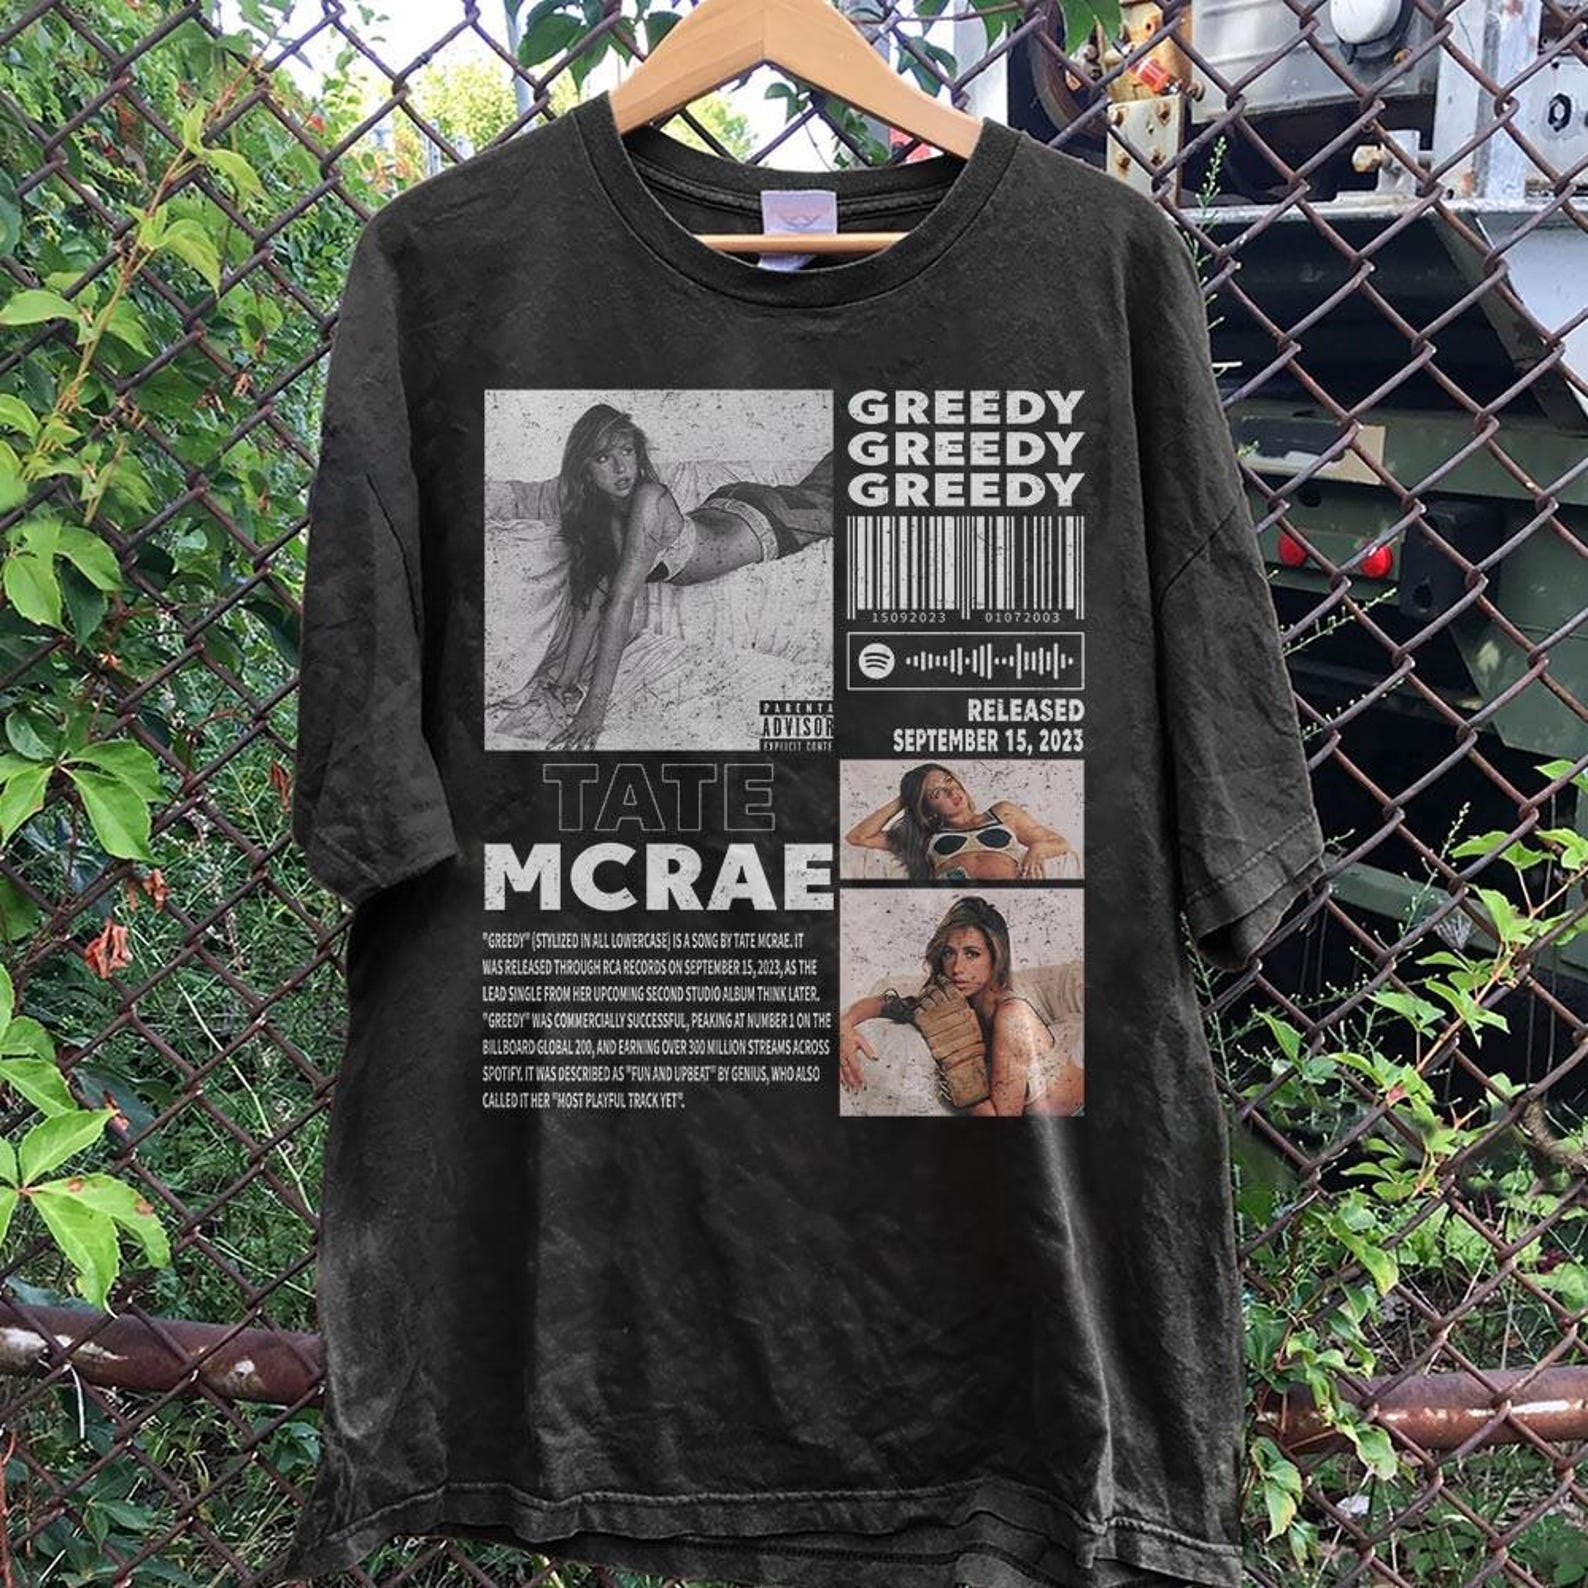 GREEDY
GREEDY
GREEDY
15092023 01072003
RELEASED
SEPTEMBER 15, 2023
PARENTA
ADVISOR
EXPLICIT CONTE
TATE
MCRAE
"GREEDY" (STYLIZED IN ALL LOWERCASE) IS A SONG BY TATE MCRAE. IT
WAS RELEASED THROUGH RCA RECORDS ON SEPTEMBER 15, 2023, AS THE
LEAD SINGLE FROM HER UPCOMING SECOND STUDIO ALBUM THINK LATER.
"GREEDY" WAS COMMERCIALLY SUCCESSFUL, PEAKING AT NUMBER 1 ON THE
BILLBOARD GLOBAL 200, AND EARNING OVER 300 MILLION STREAMS ACROSS
SPOTIFY. IT WAS DESCRIBED AS "FUN AND UPBEAT" BY GENIUS, WHO ALSO
CALLED IT HER "MOST PLAYFUL TRACK YET".